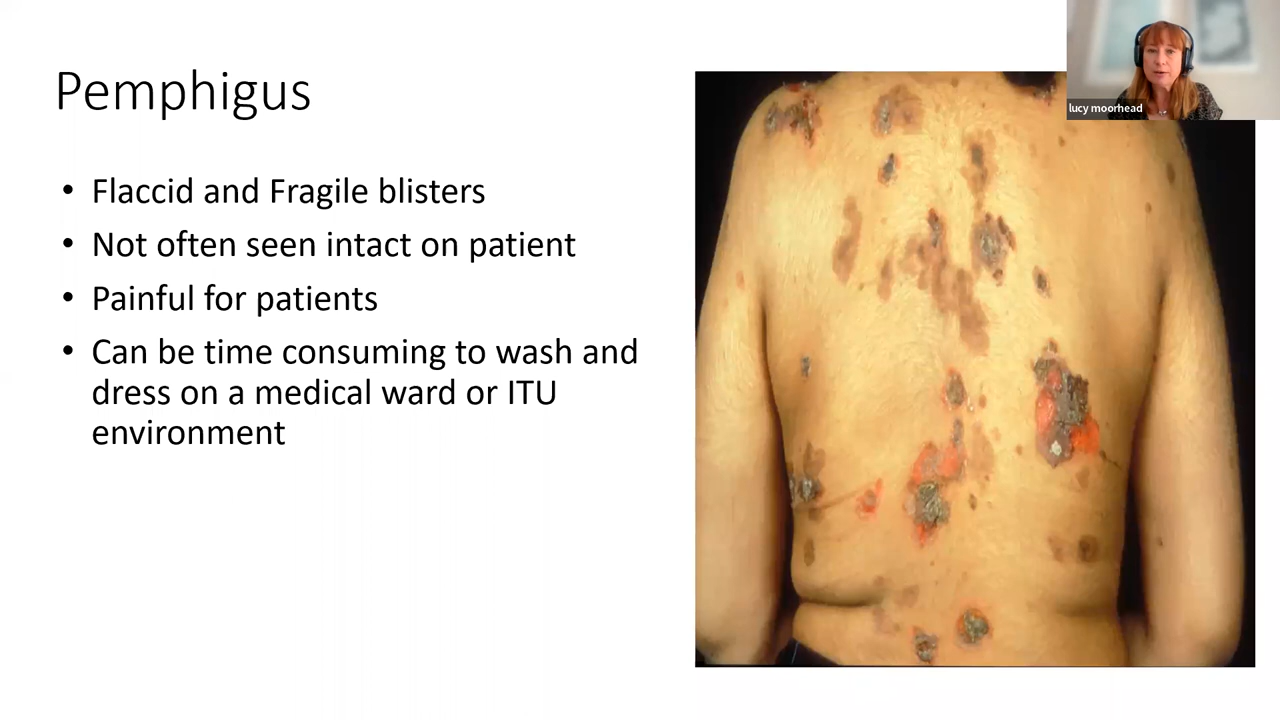 Pemphigus
lucy moorhead
• Flaccid and Fragile blisters
• Not often seen intact on patient
• Painful for patients
• Can be time consuming to wash and
dress on a medical ward or ITU
environment